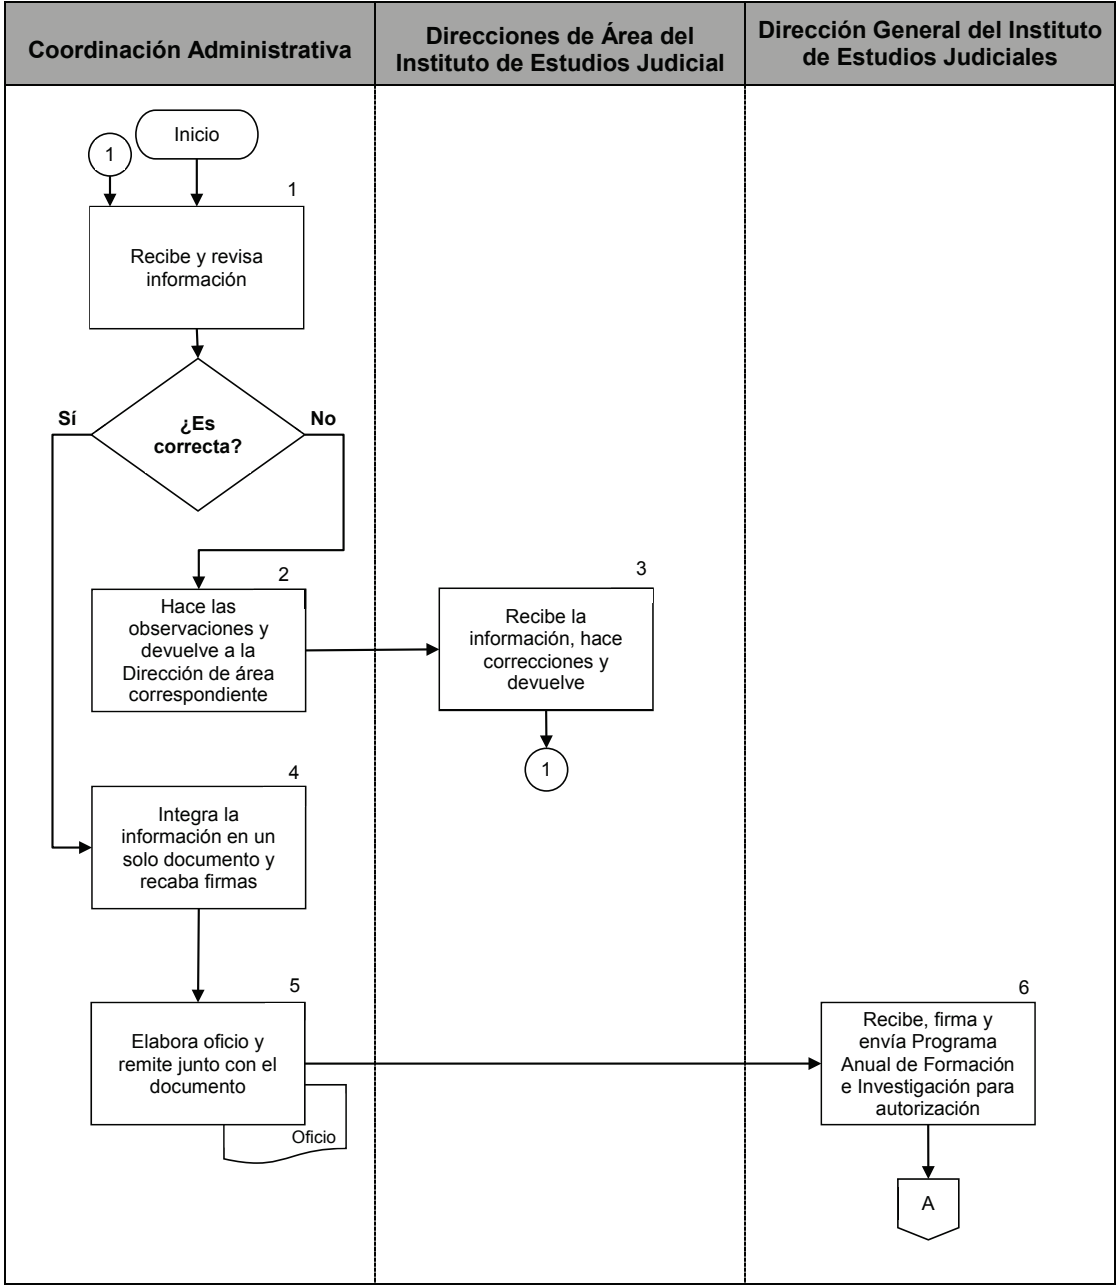 Coordinación Administrativa
Direcciones de Área del
Instituto de Estudios Judicial
Dirección General del Instituto
de Estudios Judiciales
Inicio
1
1
Recibe y revisa
información
¿Es
correcta?
Sí
No
2
Hace las
observaciones y
devuelve a la
Dirección de área
correspondiente
3
Recibe la
información, hace
correcciones y
devuelve
1
4
Integra la
información en un
solo documento y
recaba firmas
5
Elabora oficio y
remite junto con el
documento
Oficio
6
Recibe, firma y
envía Programa
Anual de Formación
e Investigación para
autorización
A